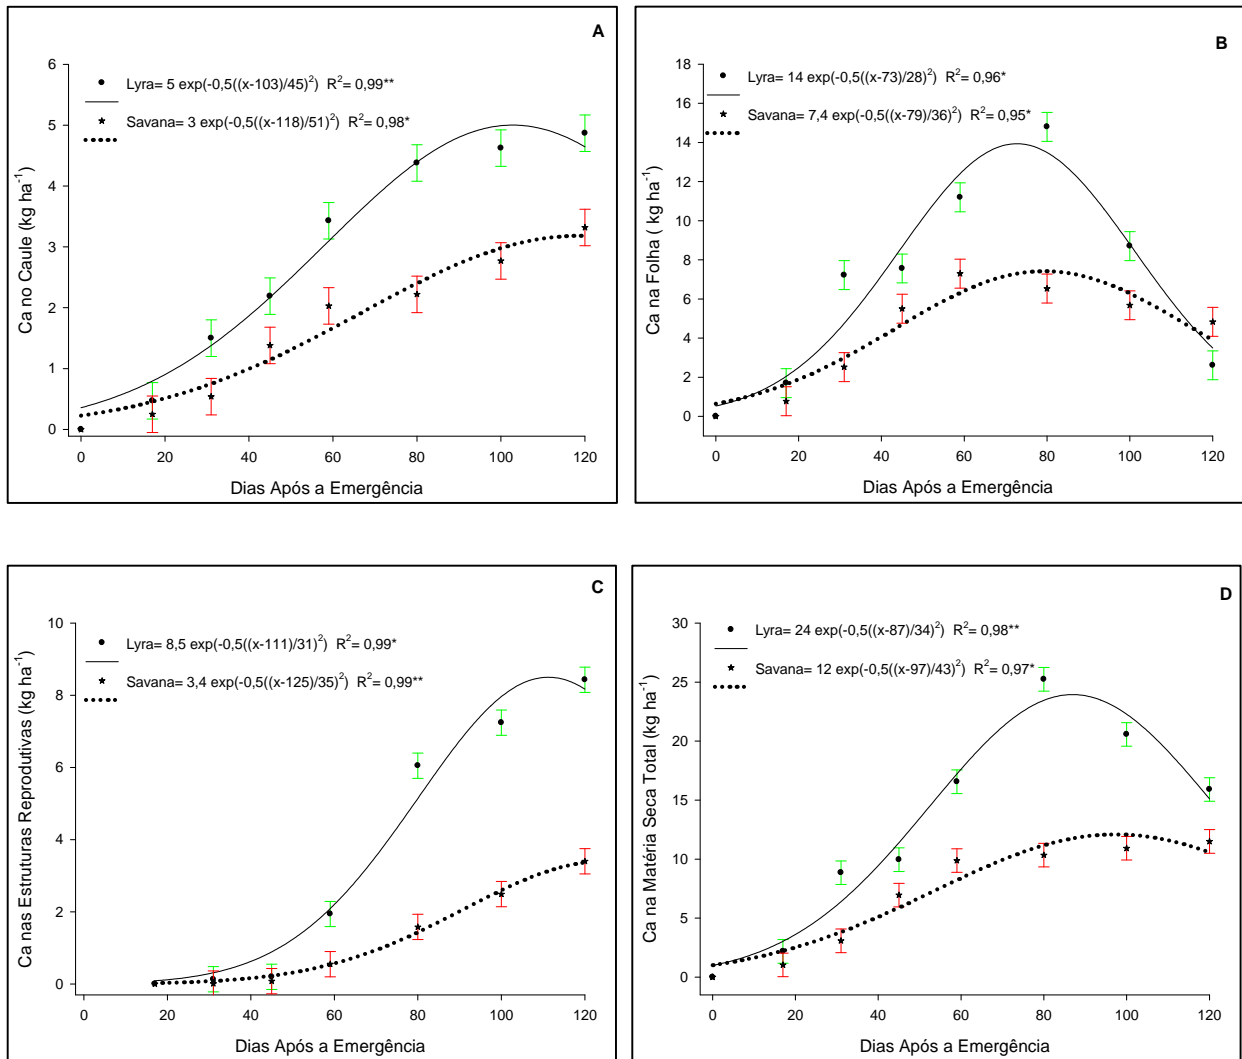 A
Lyra= 5 exp(-0,5((x-103)/45)²) R²= 0,99**
Savana= 3 exp(-0,5((x-118)/51)²) R²= 0,98*
Ca no Caule (kg ha⁻¹)
6
5
4
3
2
1
0
0 20 40 60 80 100 120
Dias Após a Emergência
B
Lyra= 14 exp(-0,5((x-73)/28)²) R²= 0,96*
Savana= 7,4 exp(-0,5((x-79)/36)²) R²= 0,95*
Ca na Folha ( kg ha⁻¹)
18
16
14
12
10
8
6
4
2
0
0 20 40 60 80 100 120
Dias Após a Emergência
C
Lyra= 8,5 exp(-0,5((x-111)/31)²) R²= 0,99*
Savana= 3,4 exp(-0,5((x-125)/35)²) R²= 0,99**
Ca nas Estruturas Reprodutivas (kg ha⁻¹)
10
8
6
4
2
0
0 20 40 60 80 100 120
Dias Após a Emergência
D
Lyra= 24 exp(-0,5((x-87)/34)²) R²= 0,98**
Savana= 12 exp(-0,5((x-97)/43)²) R²= 0,97*
Ca na Matéria Seca Total (kg ha⁻¹)
30
25
20
15
10
5
0
0 20 40 60 80 100 120
Dias Após a Emergência